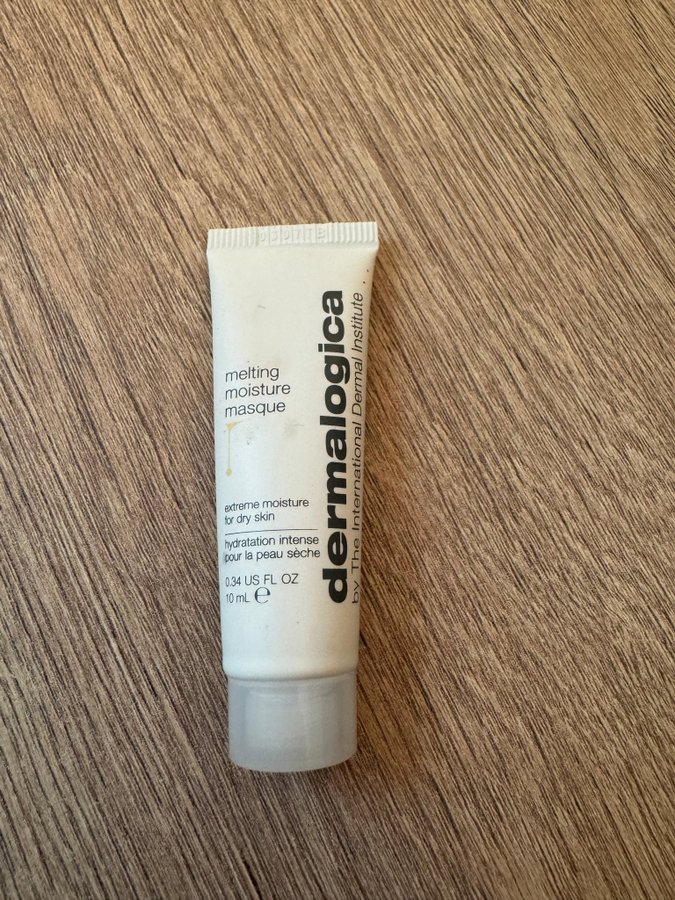 melting
moisture
masque
extreme moisture
for dry skin
hydratation intense
pour la peau sèche
0.34 US FL OZ
10 mL ℮
dermalogica
by The International Dermal Institute